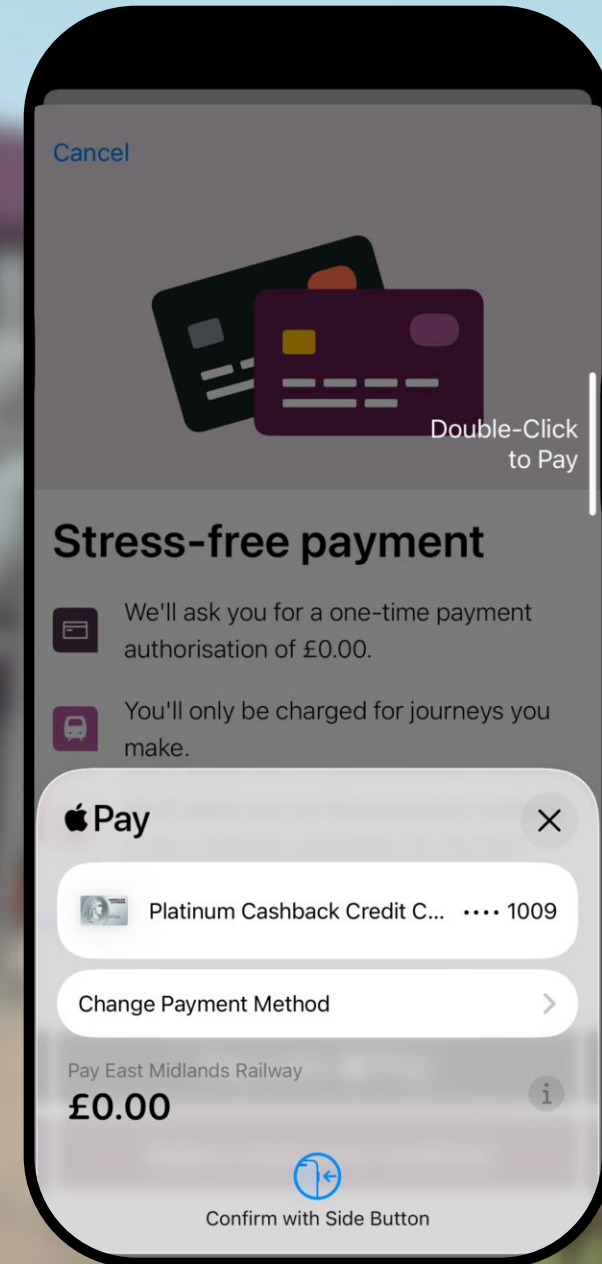 Cancel
Double-Click
to Pay
Stress-free payment
We'll ask you for a one-time payment
authorisation of £0.00.
You'll only be charged for journeys you
make.
Pay
Platinum Cashback Credit C... •••• 1009
Change Payment Method
Pay East Midlands Railway
£0.00
i
Confirm with Side Button